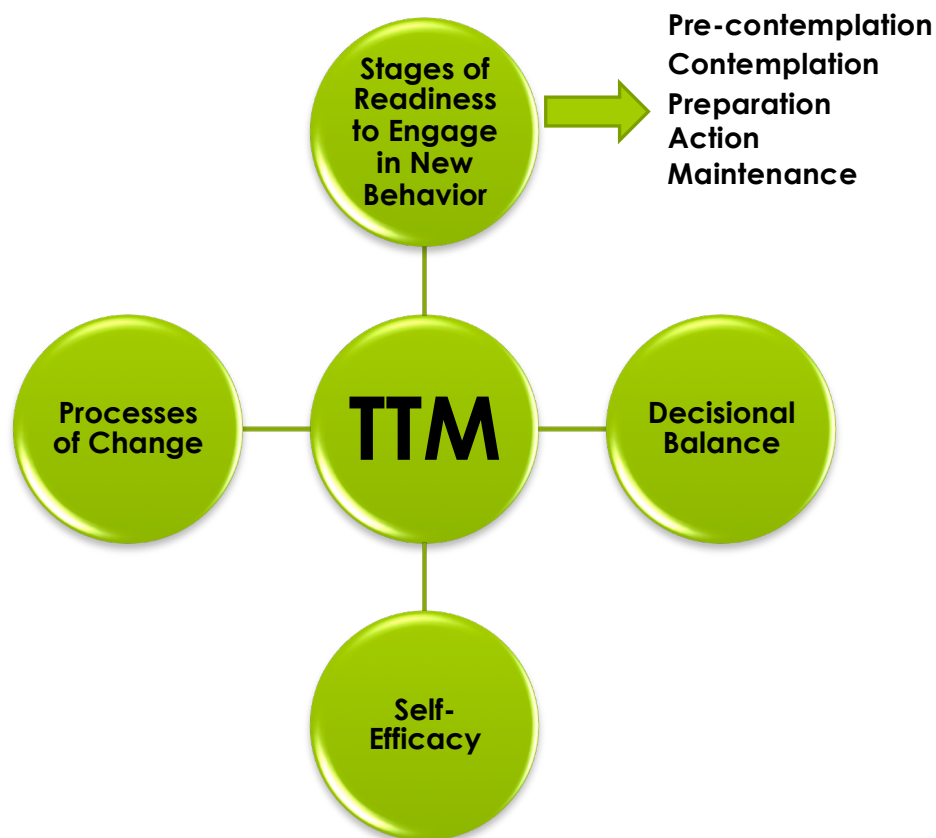 Stages of
Readiness
to Engage
in New
Behavior
Pre-contemplation
Contemplation
Preparation
Action
Maintenance
Processes
of Change
TTM
Decisional
Balance
Self-
Efficacy